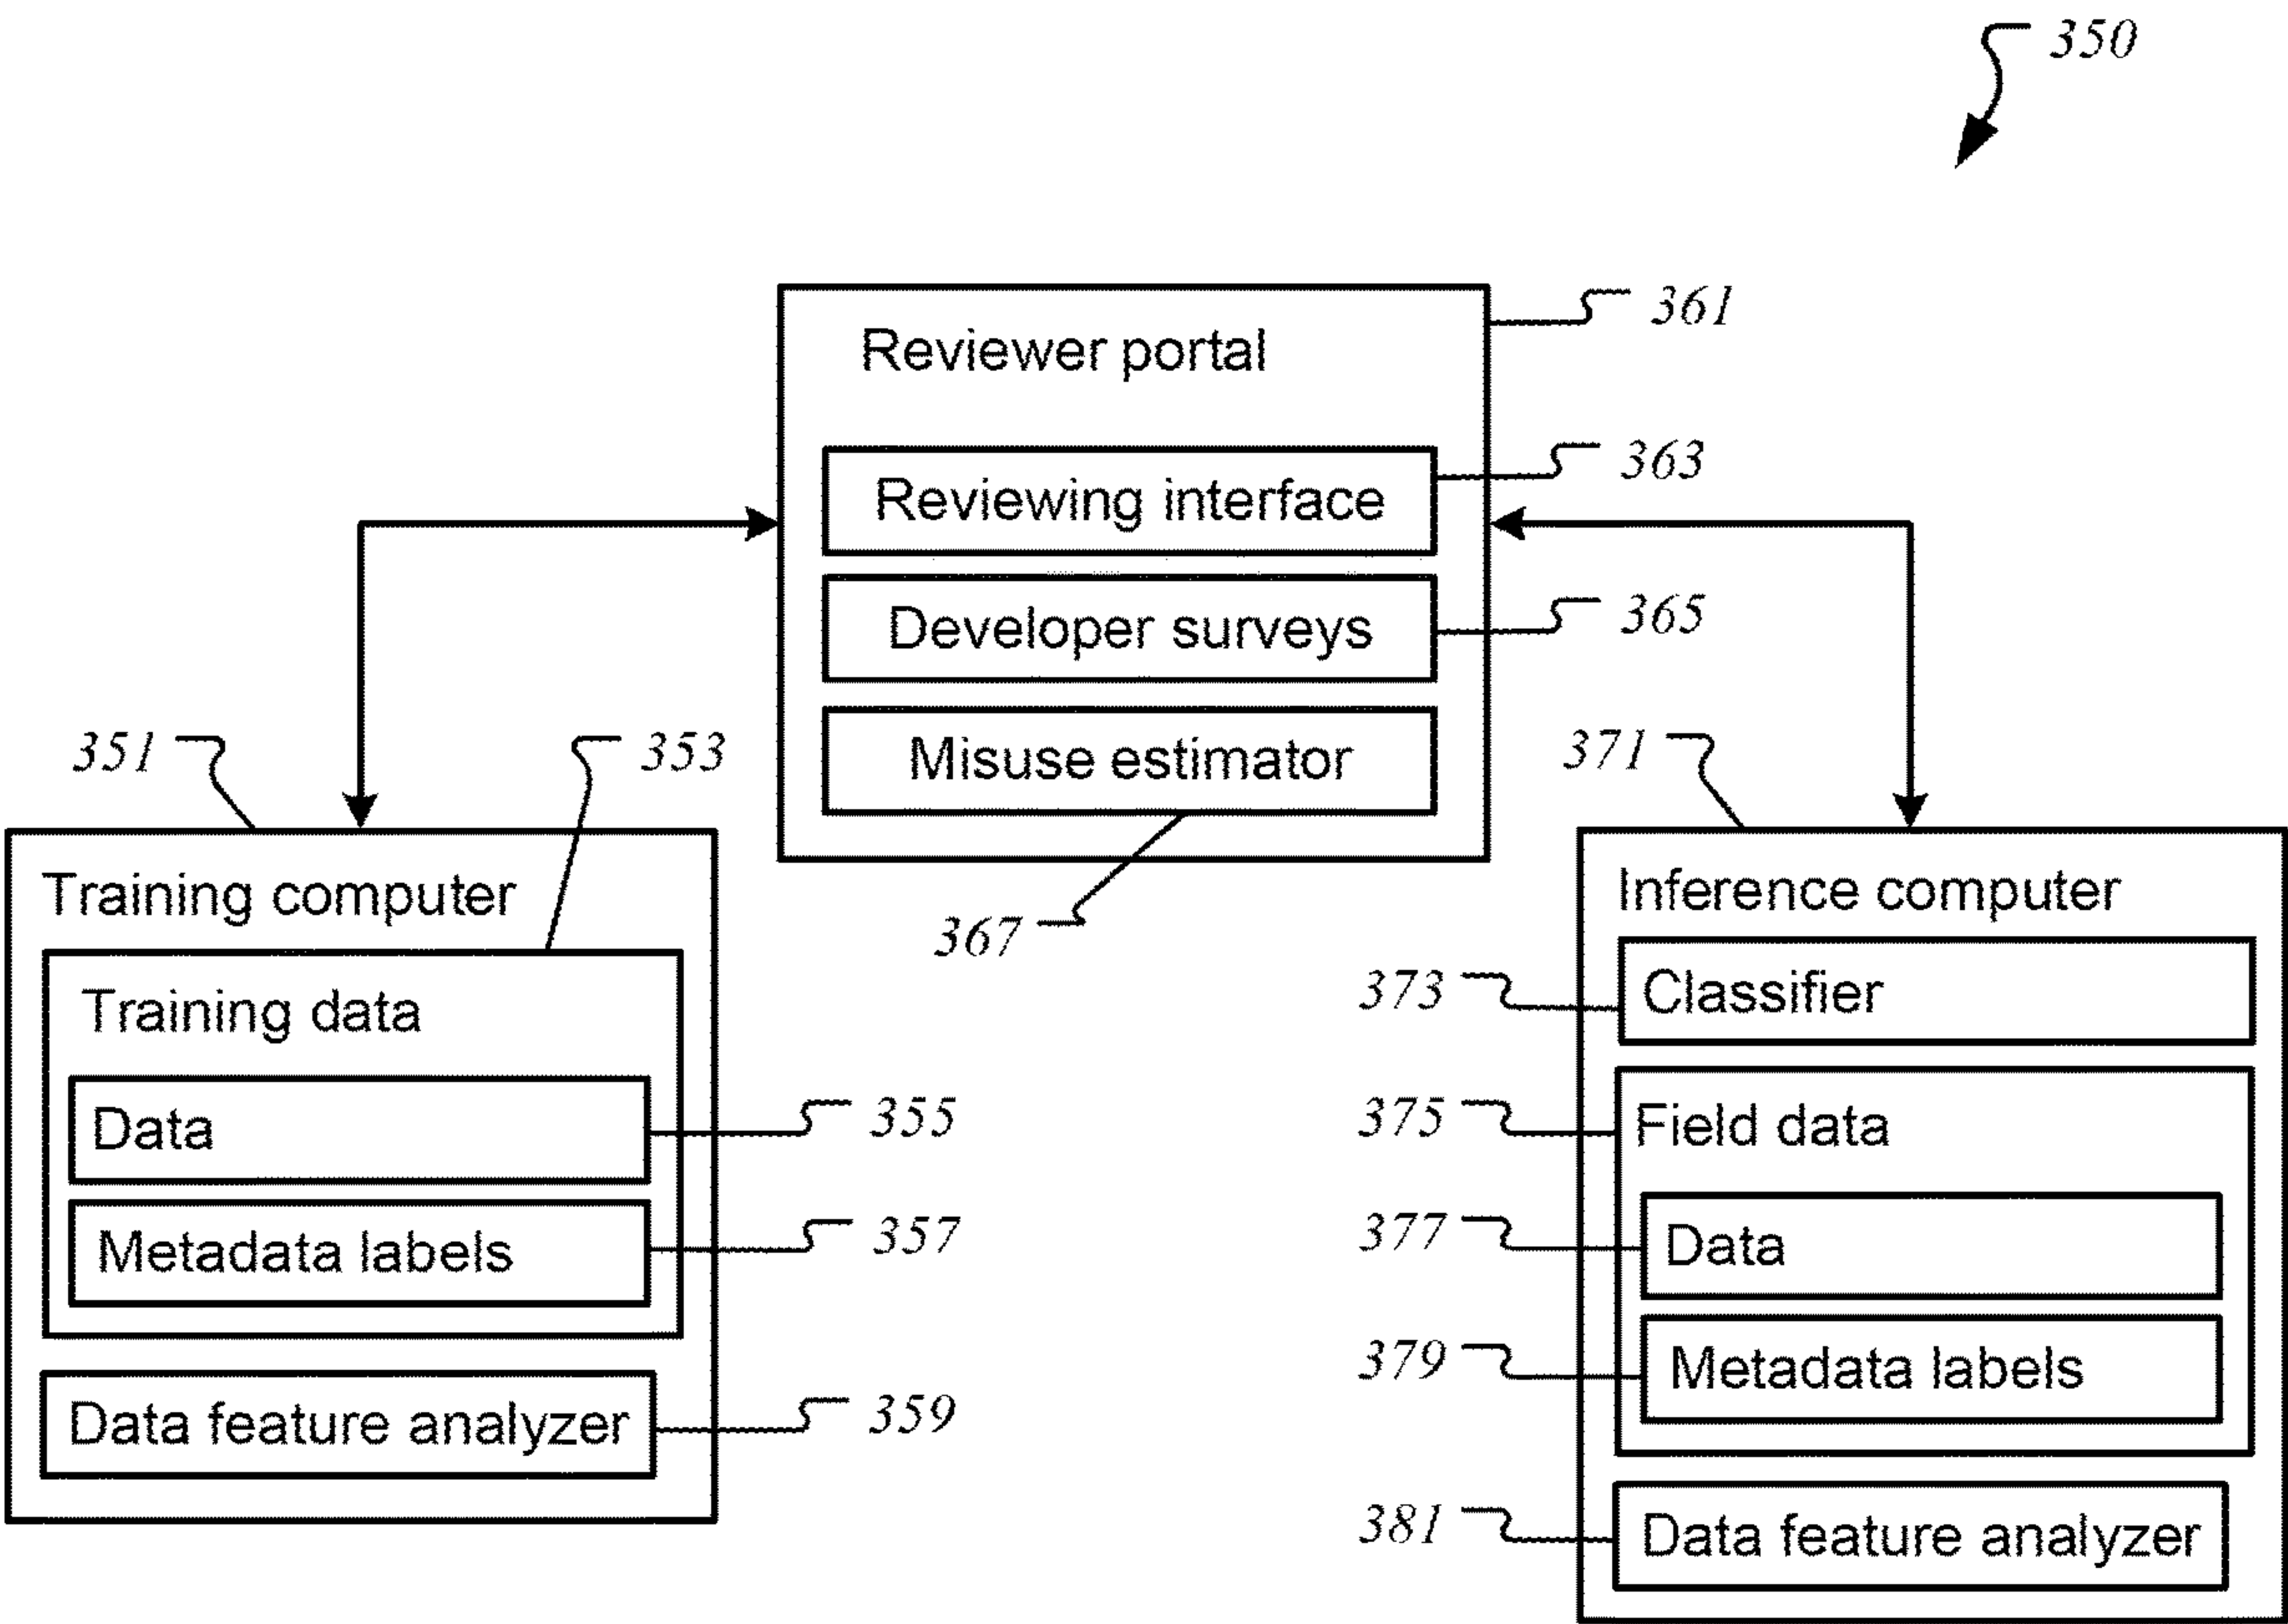 350
Reviewer portal
361
Reviewing interface
363
Developer surveys
365
Misuse estimator
367
351
353
Training computer
Training data
Data
355
Metadata labels
357
Data feature analyzer
359
371
Inference computer
373
Classifier
375
Field data
377
Data
379
Metadata labels
381
Data feature analyzer